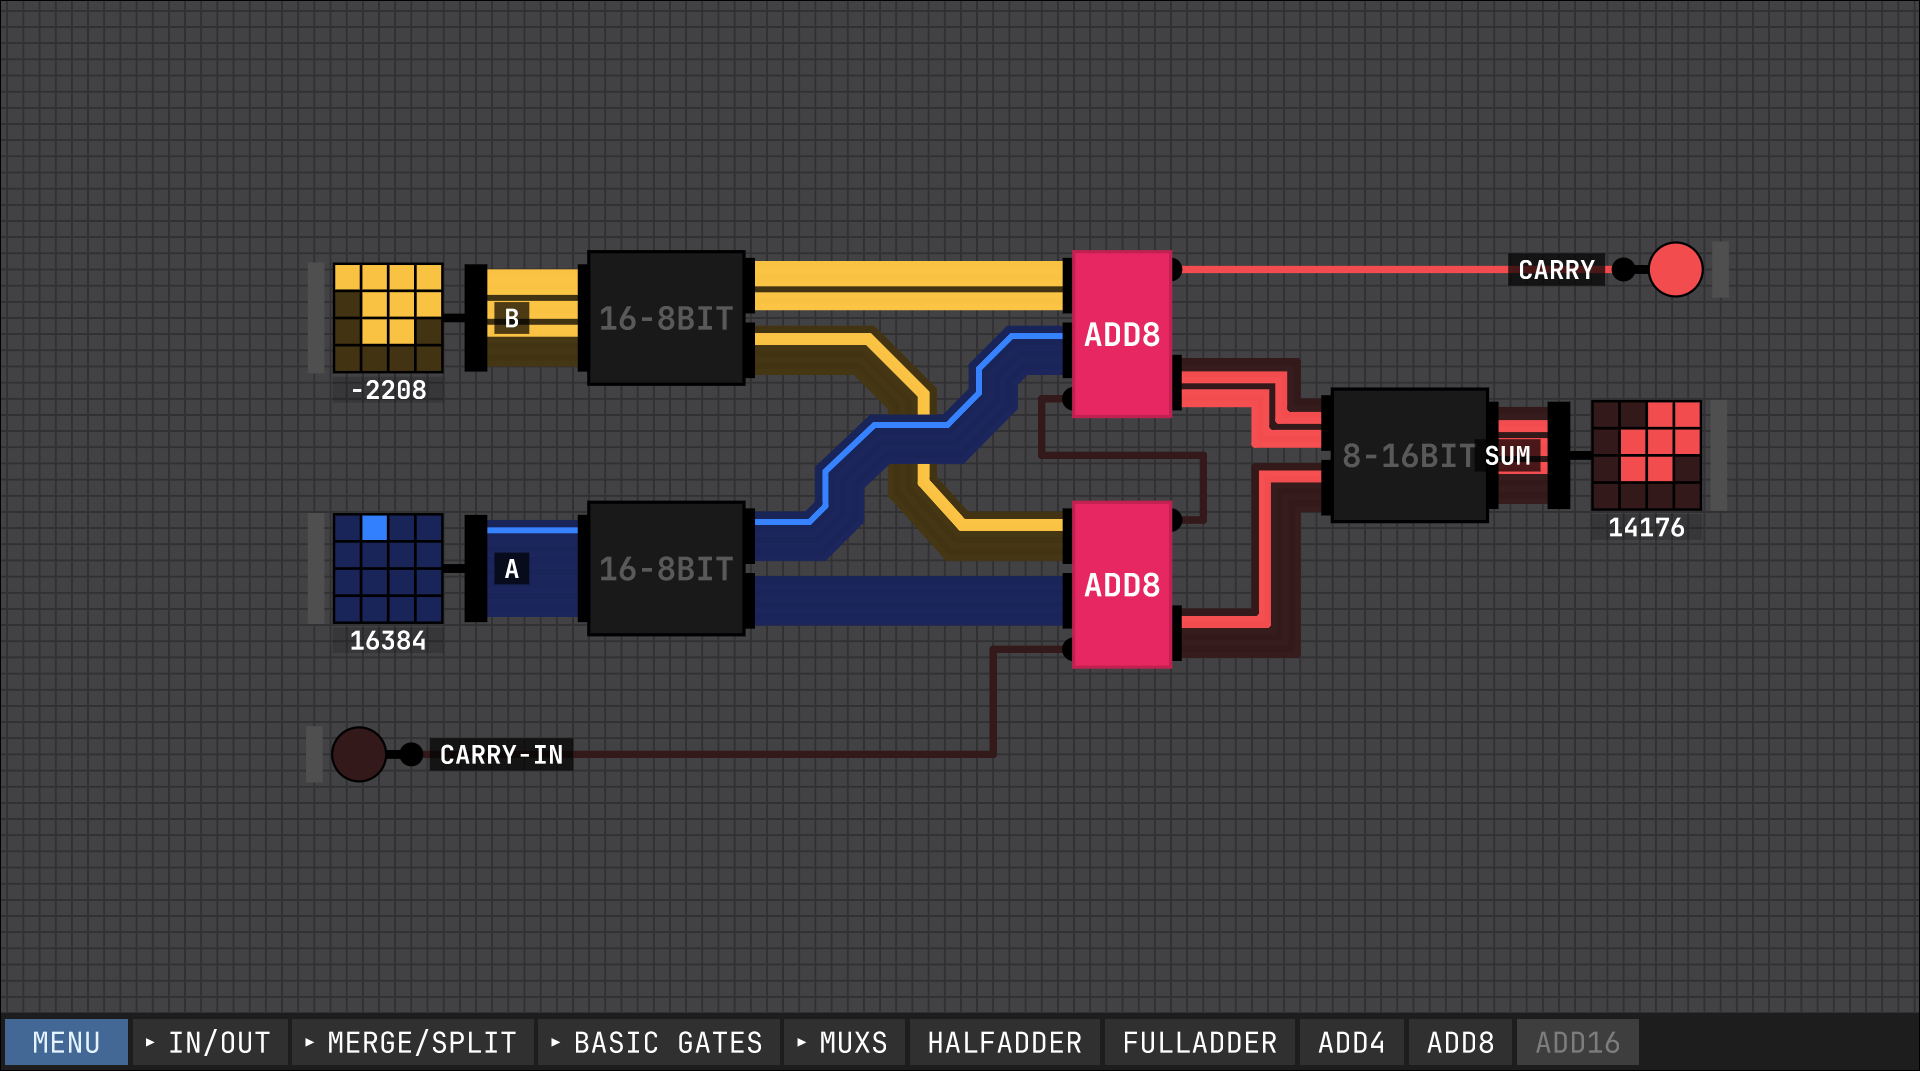 B
16-8BIT
-2208
ADD8
CARRY
8-16BIT
SUM
14176
A
16-8BIT
16384
ADD8
CARRY-IN
MENU
IN/OUT
MERGE/SPLIT
BASIC GATES
MUXS
HALFADDER
FULLADDER
ADD4
ADD8
ADD16